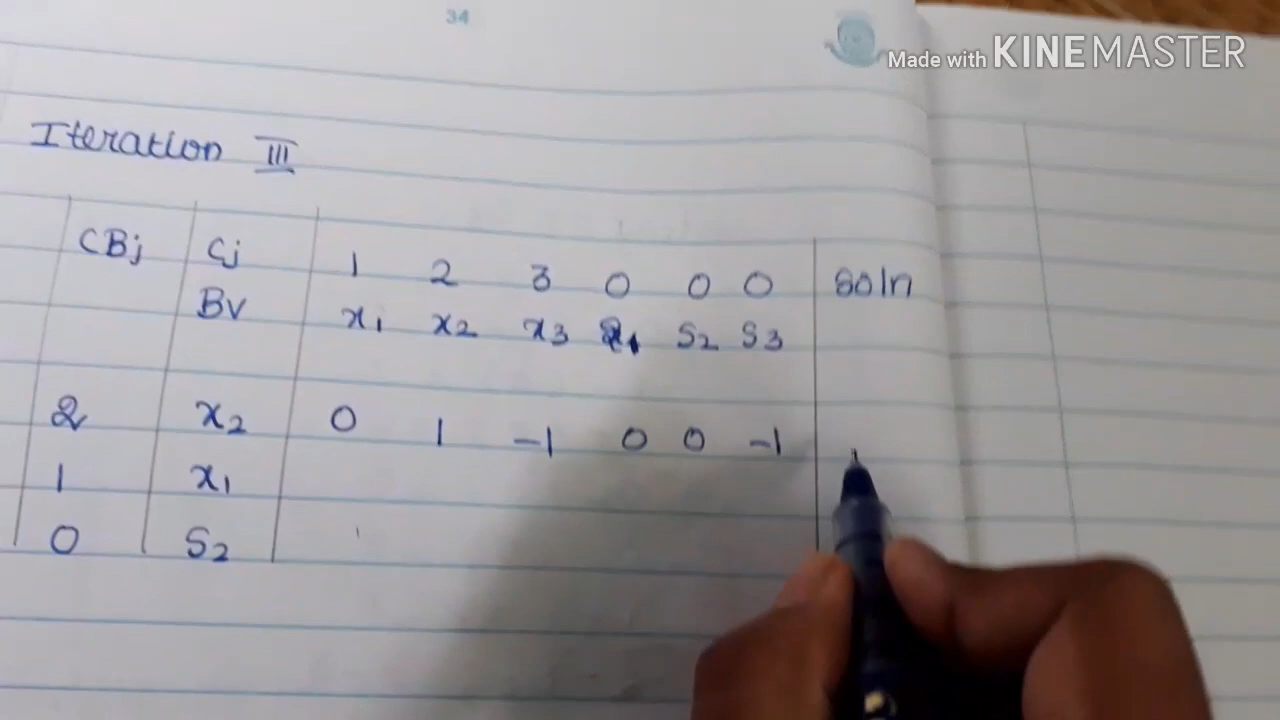 34
Made with KINEMASTER
Iteration III
CBj Cj 1 2 3 0 0 0 soln
BV x1 x2 x3 S2 S3
2 x2 0 1 -1 0 0 -1
1 x1
0 S2